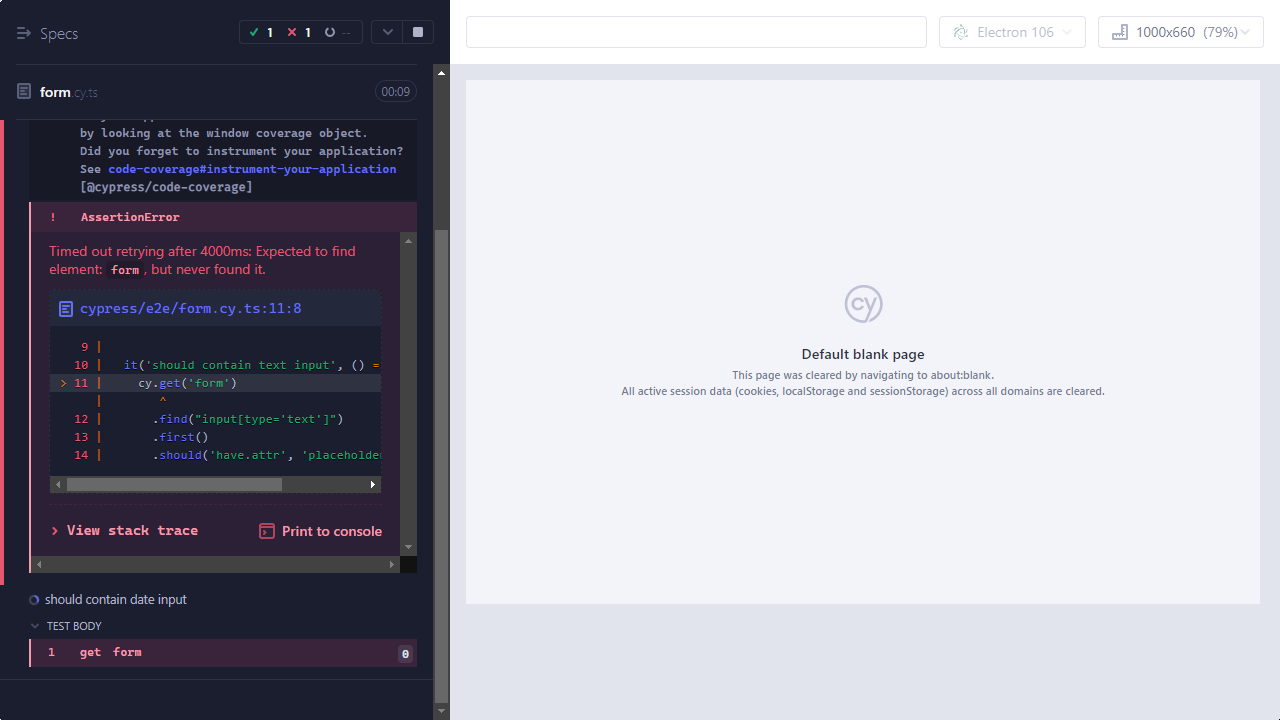 Specs
1
1
--
Electron 106
1000x660 (79%)
form.cy.ts
00:09
by looking at the window coverage object.
Did you forget to instrument your application?
See code-coverage#instrument-your-application
[@cypress/code-coverage]
! AssertionError
Timed out retrying after 4000ms: Expected to find
element: form, but never found it.
cypress/e2e/form.cy.ts:11:8
9 |
10 | it('should contain text input', () =
> 11 | cy.get('form')
| ^
12 | .find("input[type='text']")
13 | .first()
14 | .should('have.attr', 'placeholder
View stack trace
Print to console
should contain date input
TEST BODY
1 get form 0
cy
Default blank page
This page was cleared by navigating to about:blank.
All active session data (cookies, localStorage and sessionStorage) across all domains are cleared.